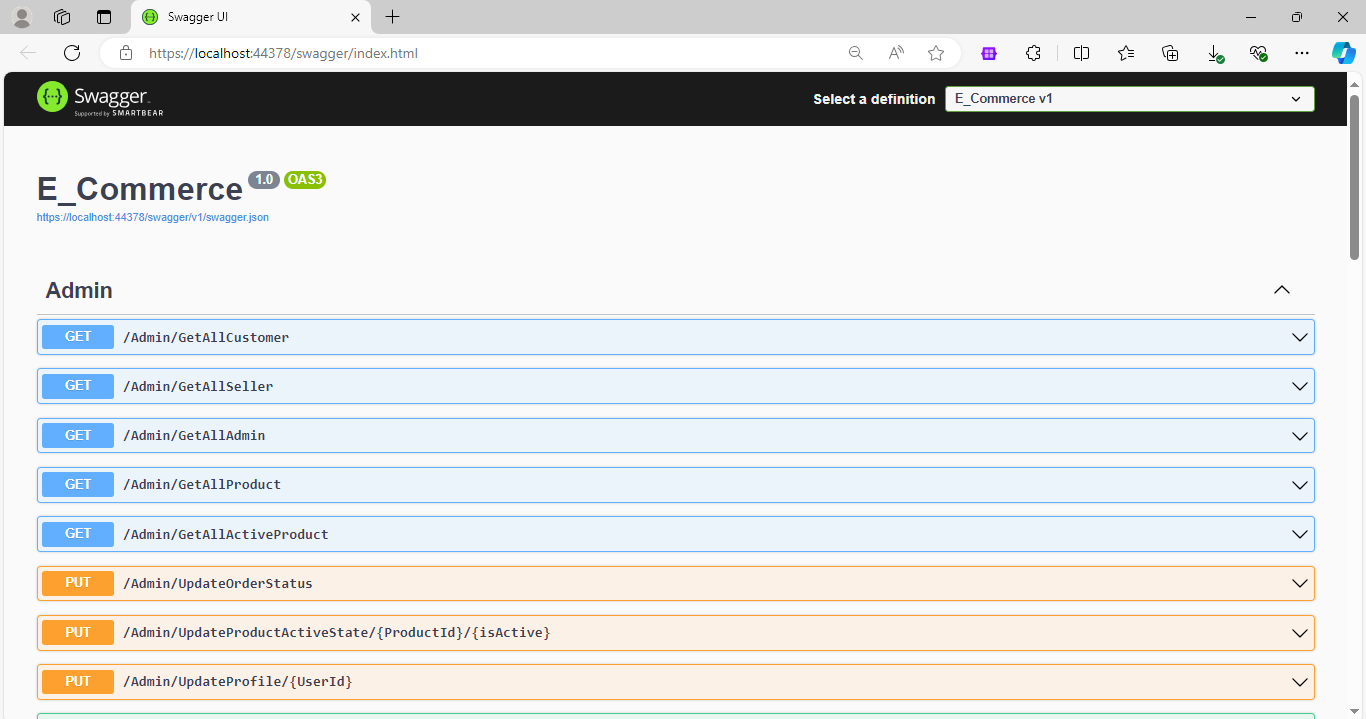 Swagger UI
https://localhost:44378/swagger/index.html
Swagger
Supported by SMARTBEAR
Select a definition
E_Commerce v1
E_Commerce 1.0 OAS3
https://localhost:44378/swagger/v1/swagger.json
Admin
GET /Admin/GetAllCustomer
GET /Admin/GetAllSeller
GET /Admin/GetAllAdmin
GET /Admin/GetAllProduct
GET /Admin/GetAllActiveProduct
PUT /Admin/UpdateOrderStatus
PUT /Admin/UpdateProductActiveState/{ProductId}/{isActive}
PUT /Admin/UpdateProfile/{UserId}